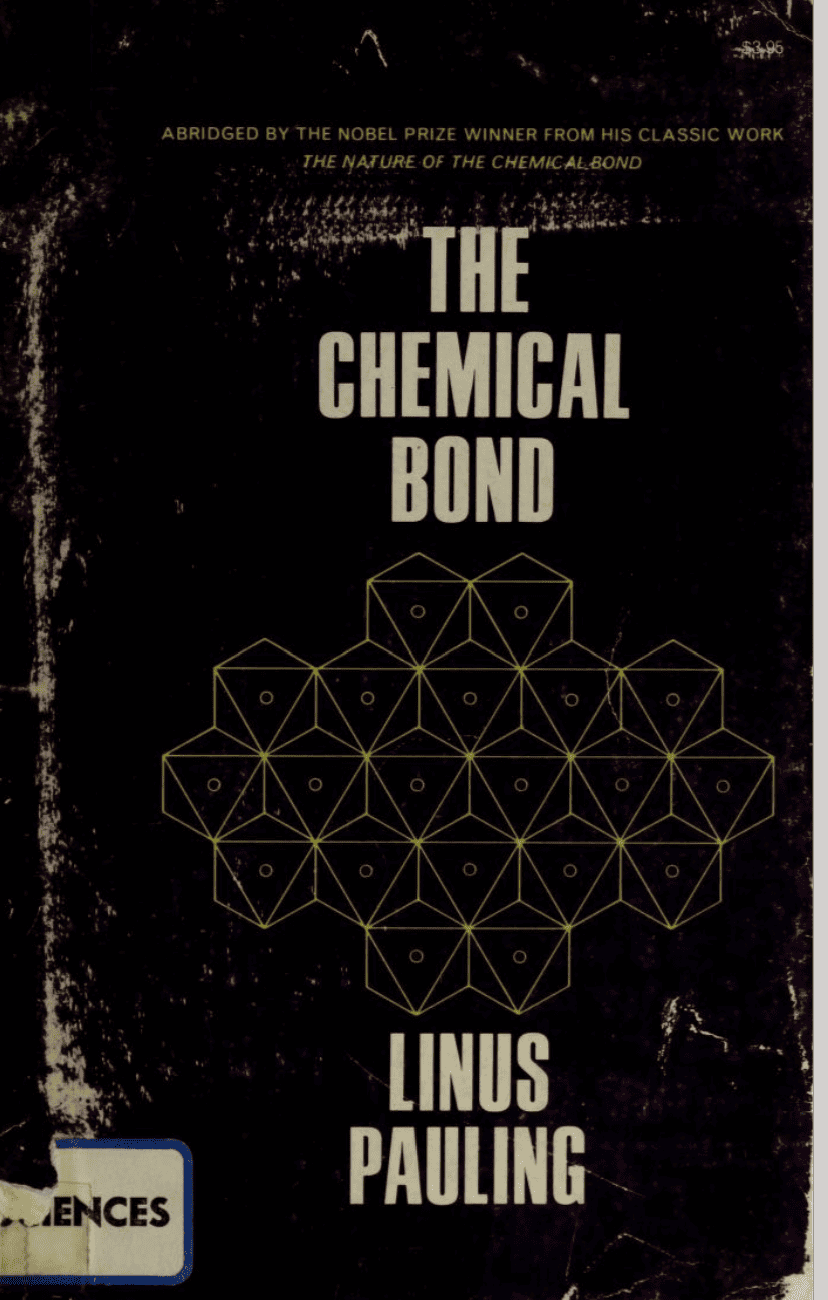 $3.95
ABRIDGED BY THE NOBEL PRIZE WINNER FROM HIS CLASSIC WORK
THE NATURE OF THE CHEMICAL BOND
THE
CHEMICAL
BOND
LINUS
PAULING